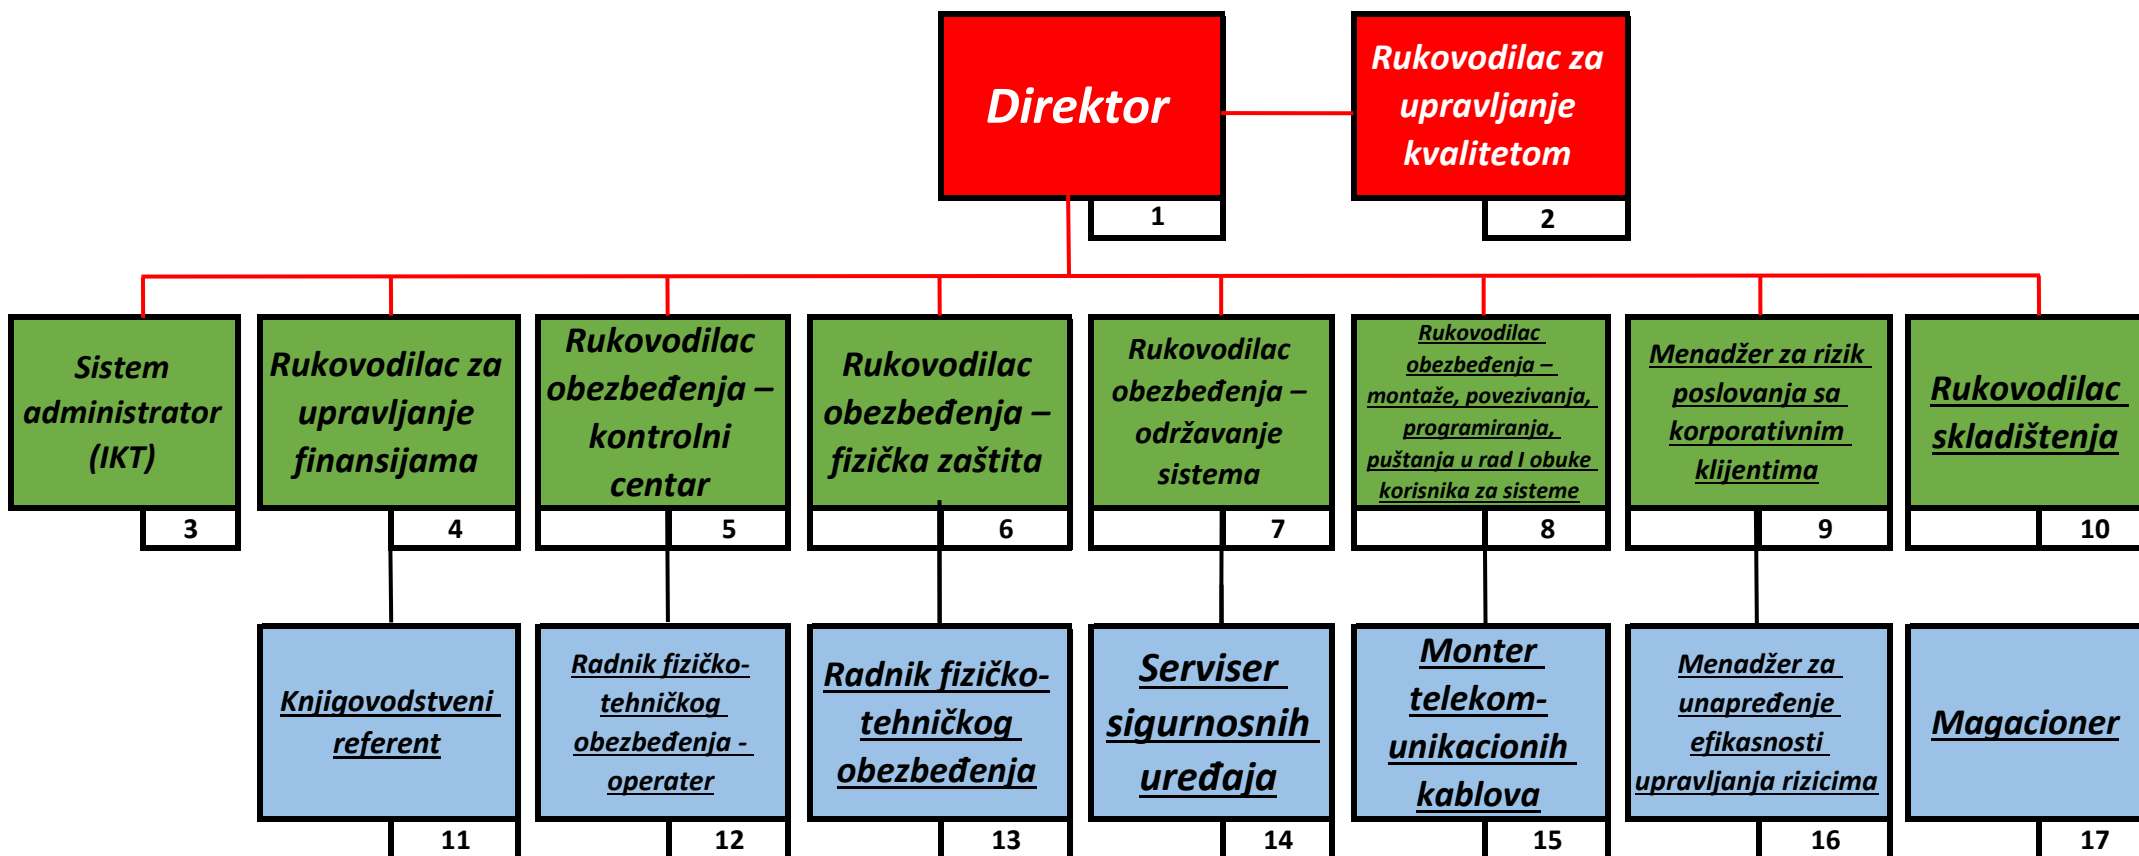 Direktor
1
Rukovodilac za
upravljanje
kvalitetom
2
Sistem
administrator
(IKT)
3
Rukovodilac za
upravljanje
finansijama
4
Rukovodilac
obezbeđenja –
kontrolni
centar
5
Rukovodilac
obezbeđenja –
fizička zaštita
6
Rukovodilac
obezbeđenja –
održavanje
sistema
7
Rukovodilac
obezbeđenja –
montaže, povezivanja,
programiranja,
puštanja u rad I obuke
korisnika za sisteme
8
Menadžer za rizik
poslovanja sa
korporativnim
klijentima
9
Rukovodilac
skladištenja
10
Knjigovodstveni
referent
11
Radnik fizičko-
tehničkog
obezbeđenja -
operater
12
Radnik fizičko-
tehničkog
obezbeđenja
13
Serviser
sigurnosnih
uređaja
14
Monter
telekom-
unikacionih
kablova
15
Menadžer za
unapređenje
efikasnosti
upravljanja rizicima
16
Magacioner
17